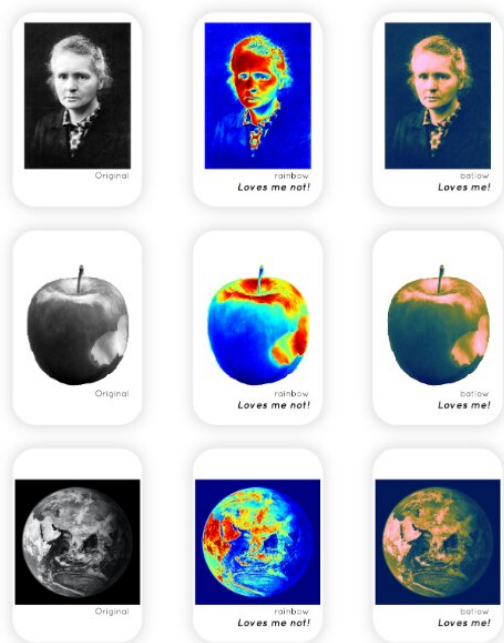 Original
rainbow
Loves me not!
batlow
Loves me!
Original
rainbow
Loves me not!
batlow
Loves me!
Original
rainbow
Loves me not!
batlow
Loves me!